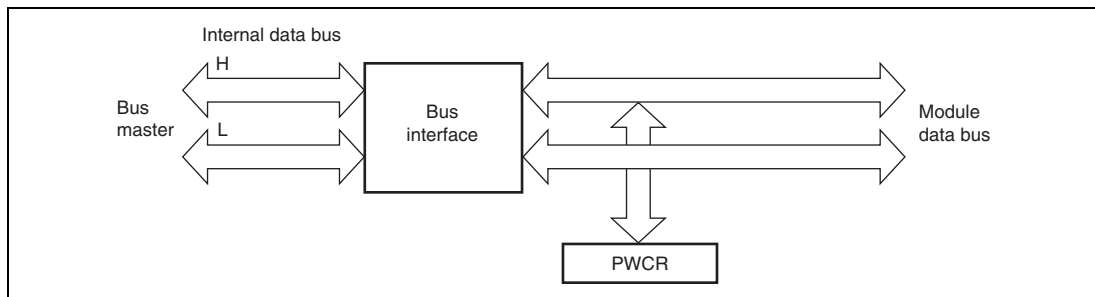 Internal data bus
H
Bus
master
L
Bus
interface
Module
data bus
PWCR